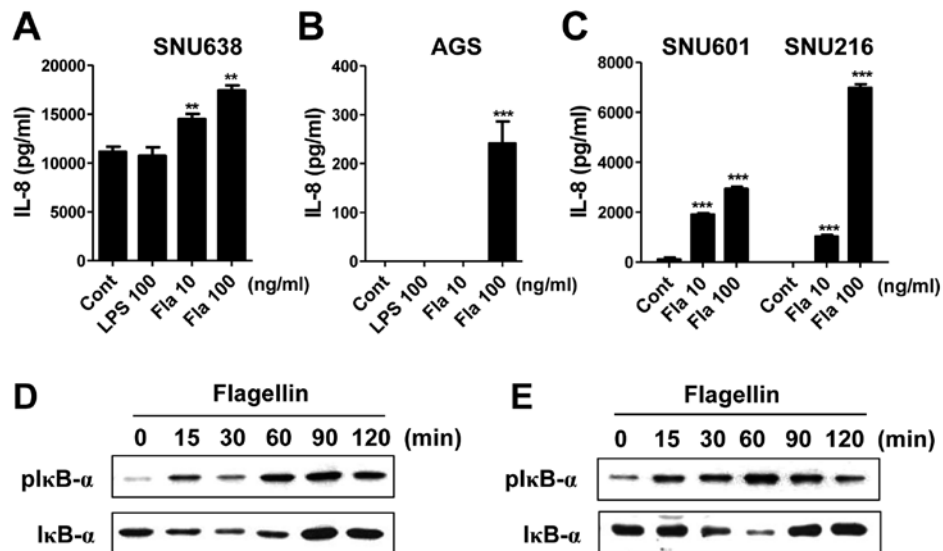 A
SNU638
IL-8 (pg/ml)
20000
15000
10000
5000
0
**
**
Cont
LPS 100
Fla 10
Fla 100
(ng/ml)
B
AGS
IL-8 (pg/ml)
400
300
200
100
0
***
Cont
LPS 100
Fla 10
Fla 100
(ng/ml)
C
SNU601
SNU216
IL-8 (pg/ml)
8000
6000
4000
2000
0
***
***
***
***
Cont
Fla 10
Fla 100
Cont
Fla 10
Fla 100
(ng/ml)
D
Flagellin
0 15 30 60 90 120 (min)
pIκB-α
IκB-α
E
Flagellin
0 15 30 60 90 120 (min)
pIκB-α
IκB-α